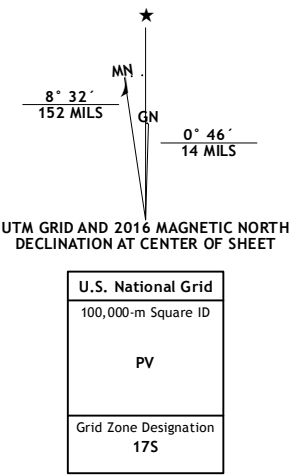 ★
MN
GN
8° 32´
152 MILS
0° 46´
14 MILS
UTM GRID AND 2016 MAGNETIC NORTH
DECLINATION AT CENTER OF SHEET
U.S. National Grid
100,000-m Square ID
PV
Grid Zone Designation
17S